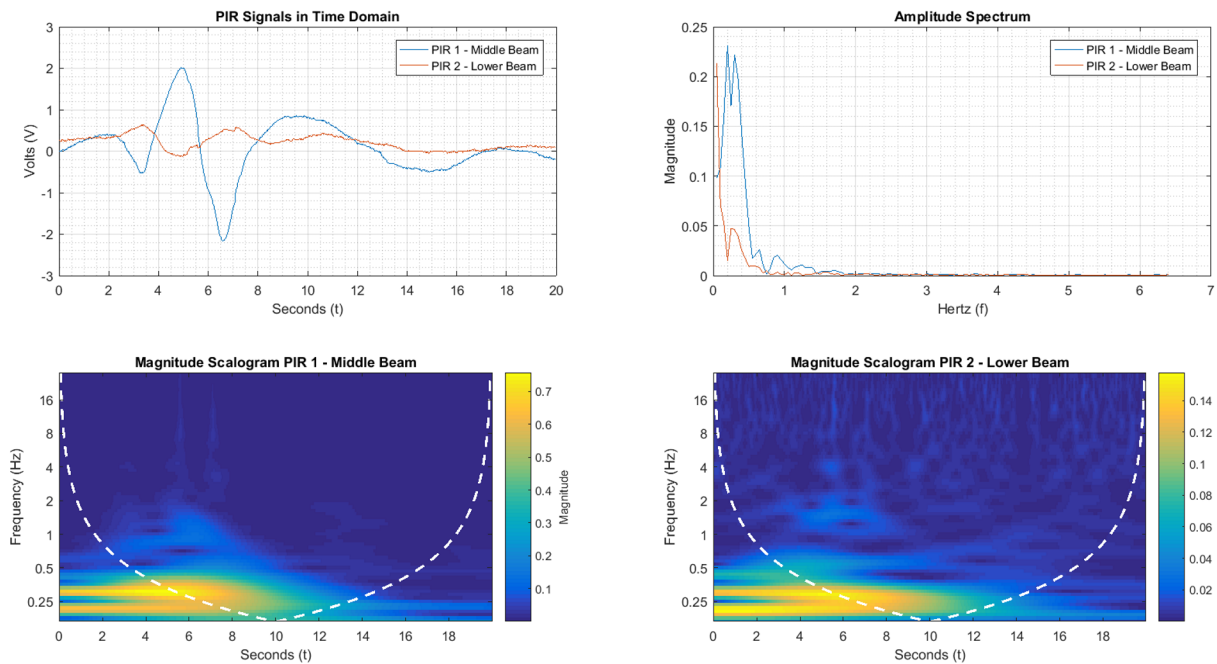 PIR Signals in Time Domain
3
2
1
0
-1
-2
-3
Volts (V)
PIR 1 - Middle Beam
PIR 2 - Lower Beam
0 2 4 6 8 10 12 14 16 18 20
Seconds (t)
Amplitude Spectrum
0.25
0.2
0.15
0.1
0.05
0
Magnitude
PIR 1 - Middle Beam
PIR 2 - Lower Beam
0 1 2 3 4 5 6 7
Hertz (f)
Magnitude Scalogram PIR 1 - Middle Beam
16
8
4
2
1
0.5
0.25
Frequency (Hz)
0 2 4 6 8 10 12 14 16 18
Seconds (t)
0.7
0.6
0.5
0.4
0.3
0.2
0.1
Magnitude
Magnitude Scalogram PIR 2 - Lower Beam
16
8
4
2
1
0.5
0.25
Frequency (Hz)
0 2 4 6 8 10 12 14 16 18
Seconds (t)
0.14
0.12
0.1
0.08
0.06
0.04
0.02